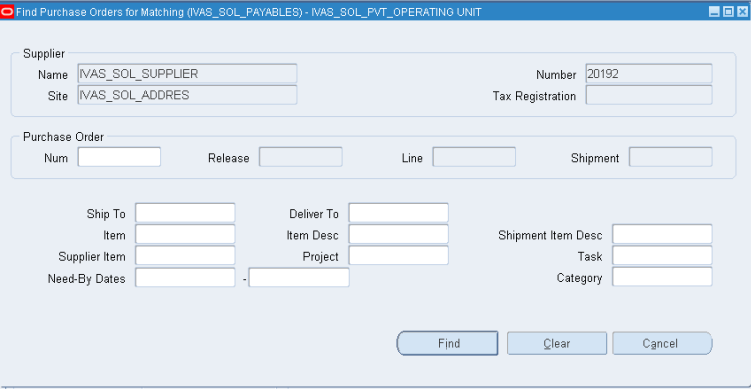 Find Purchase Orders for Matching (IVAS_SOL_PAYABLES) - IVAS_SOL_PVT_OPERATING UNIT
Supplier
Name IVAS_SOL_SUPPLIER Number 20192
Site IVAS_SOL_ADDRES Tax Registration
Purchase Order
Num Release Line Shipment
Ship To Deliver To
Item Item Desc Shipment Item Desc
Supplier Item Project Task
Need-By Dates - Category
Find Clear Cancel